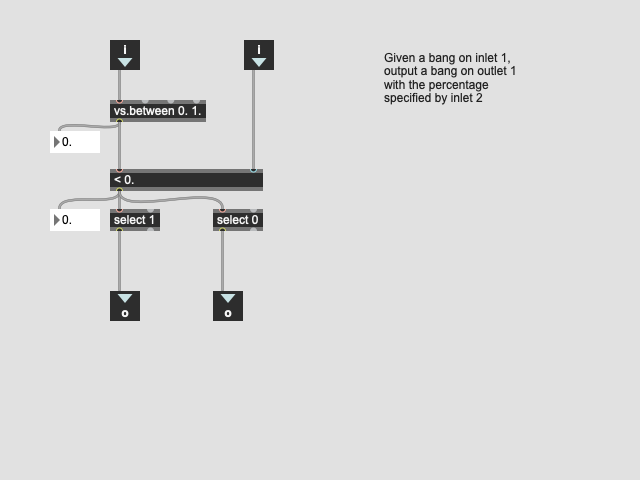 i
i
Given a bang on inlet 1,
output a bang on outlet 1
with the percentage
specified by inlet 2
vs.between 0. 1.
0.
< 0.
0.
select 1
select 0
o
o